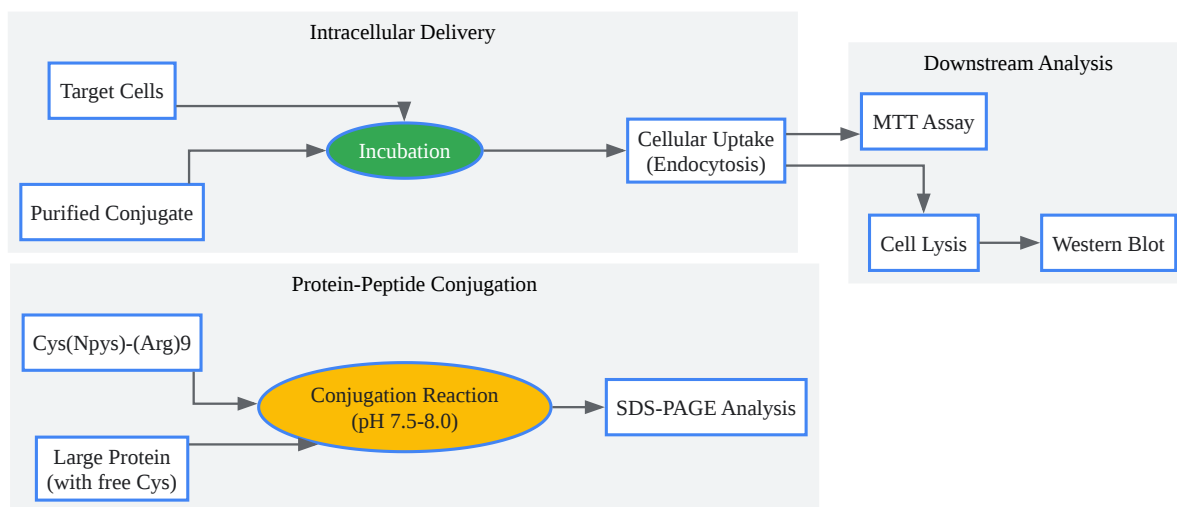 Intracellular Delivery
Target Cells
Incubation
Purified Conjugate
Cellular Uptake
(Endocytosis)
Downstream Analysis
MTT Assay
Cell Lysis
Western Blot
Protein-Peptide Conjugation
Cys(Npys)-(Arg)9
Large Protein
(with free Cys)
Conjugation Reaction
(pH 7.5-8.0)
SDS-PAGE Analysis